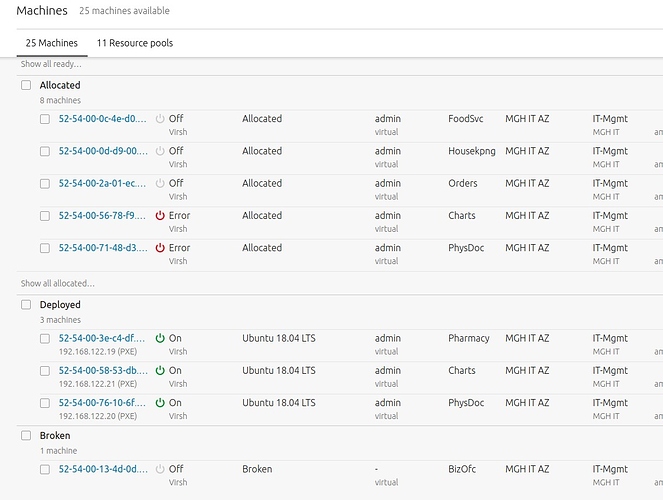 Machines 25 machines available
25 Machines 11 Resource pools
Show all ready...
Allocated
8 machines
52-54-00-0c-4e-d0.... Off Allocated admin FoodSvc MGH IT AZ IT-Mgmt
Virsh virtual MGH IT am
52-54-00-0d-d9-00.... Off Allocated admin Housekpng MGH IT AZ IT-Mgmt
Virsh virtual MGH IT am
52-54-00-2a-01-ec.... Off Allocated admin Orders MGH IT AZ IT-Mgmt
Virsh virtual MGH IT am
52-54-00-56-78-f9.... Error Allocated admin Charts MGH IT AZ IT-Mgmt
Virsh virtual MGH IT am
52-54-00-71-48-d3.... Error Allocated admin PhysDoc MGH IT AZ IT-Mgmt
Virsh virtual MGH IT am
Show all allocated...
Deployed
3 machines
52-54-00-3e-c4-df.... On Ubuntu 18.04 LTS admin Pharmacy MGH IT AZ IT-Mgmt
192.168.122.19 (PXE) Virsh virtual MGH IT am
52-54-00-58-53-db.... On Ubuntu 18.04 LTS admin Charts MGH IT AZ IT-Mgmt
192.168.122.21 (PXE) Virsh virtual MGH IT am
52-54-00-76-10-6f.... On Ubuntu 18.04 LTS admin PhysDoc MGH IT AZ IT-Mgmt
192.168.122.20 (PXE) Virsh virtual MGH IT am
Broken
1 machine
52-54-00-13-4d-0d.... Off Broken - BizOfc MGH IT AZ IT-Mgmt
Virsh virtual MGH IT am